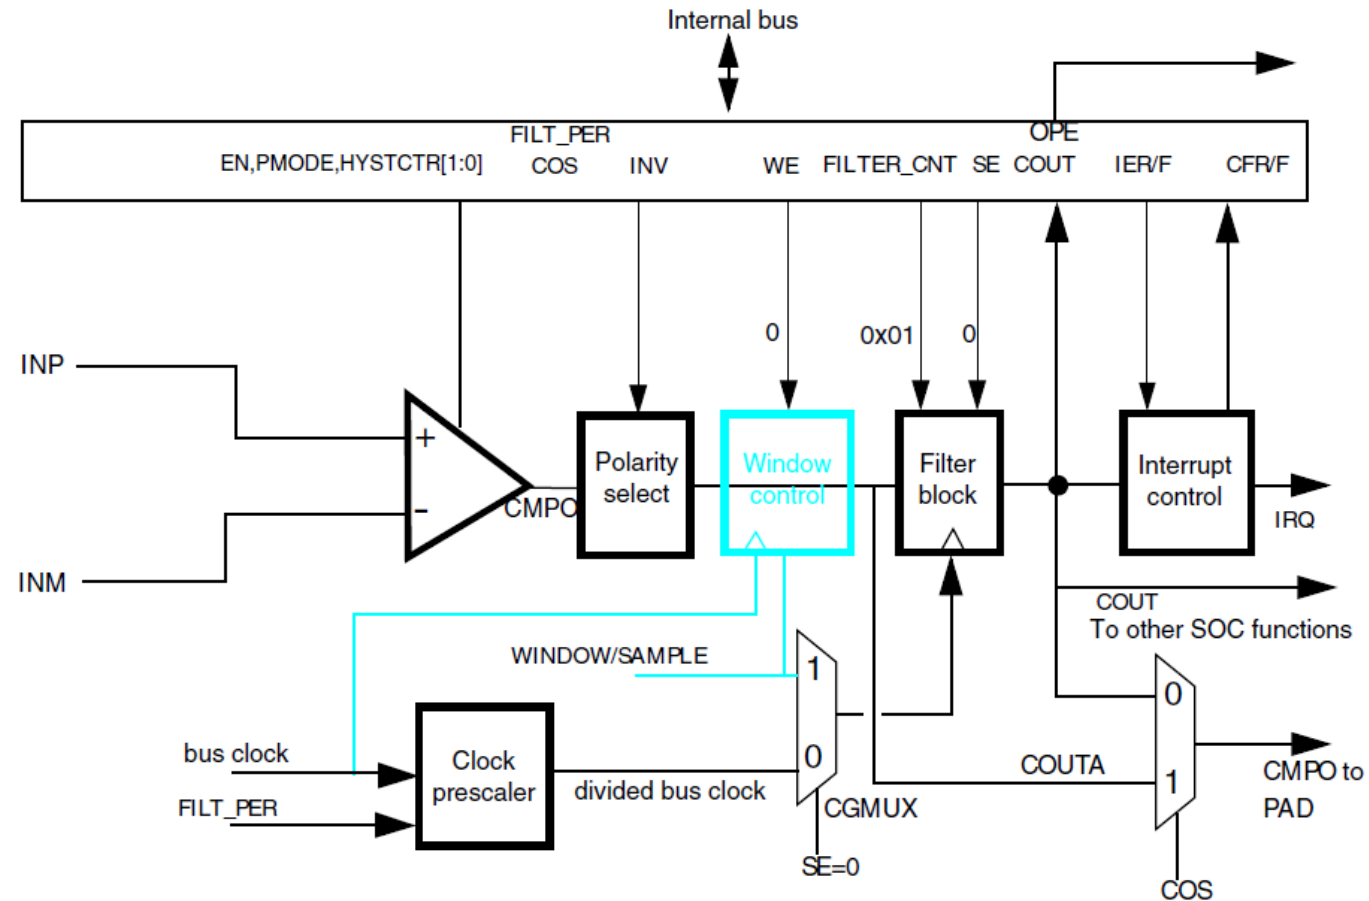 Internal bus
FILT_PER
OPE
EN,PMODE,HYSTCTR[1:0]
COS
INV
WE
FILTER_CNT
SE
COUT
IER/F
CFR/F
0
0x01
0
INP
+
Polarity
select
Window
control
Filter
block
Interrupt
control
CMPO
-
IRQ
INM
COUT
To other SOC functions
WINDOW/SAMPLE
1
0
0
1
bus clock
Clock
prescaler
divided bus clock
FILT_PER
CGMUX
COUTA
CMPO to
PAD
SE=0
COS